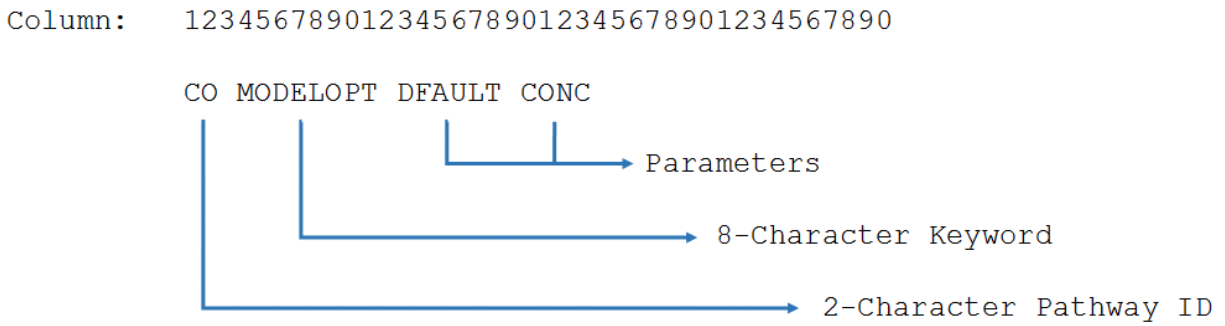 Column: 1234567890123456789012345678901234567890
CO MODELOPT DFAULT CONC
Parameters
8-Character Keyword
2-Character Pathway ID